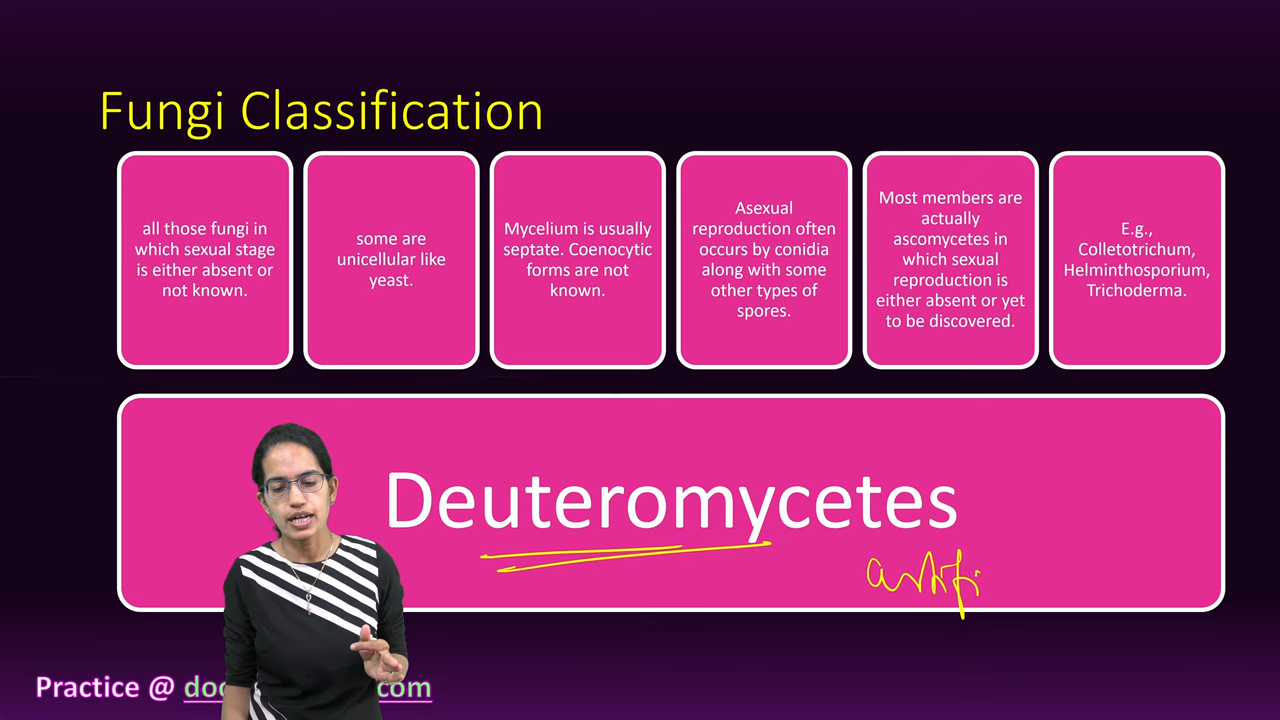 Fungi Classification
all those fungi in
which sexual stage
is either absent or
not known.
some are
unicellular like
yeast.
Mycelium is usually
septate. Coenocytic
forms are not
known.
Asexual
reproduction often
occurs by conidia
along with some
other types of
spores.
Most members are
actually
ascomycetes in
which sexual
reproduction is
either absent or yet
to be discovered.
E.g.,
Colletotrichum,
Helminthosporium,
Trichoderma.
Deuteromycetes
artifi
Practice @ com